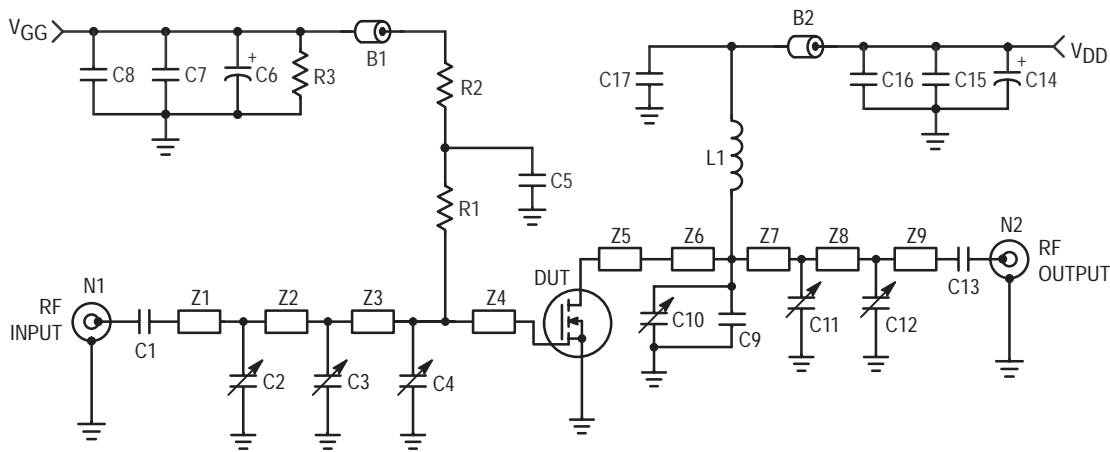 VGG
B1
B2
VDD
C8
C7
+
C6
R3
R2
C17
C16
C15
+
C14
L1
C5
R1
N1
RF
INPUT
C1
Z1
Z2
Z3
Z4
DUT
Z5
Z6
Z7
Z8
Z9
N2
RF
OUTPUT
C13
C2
C3
C4
C10
C9
C11
C12